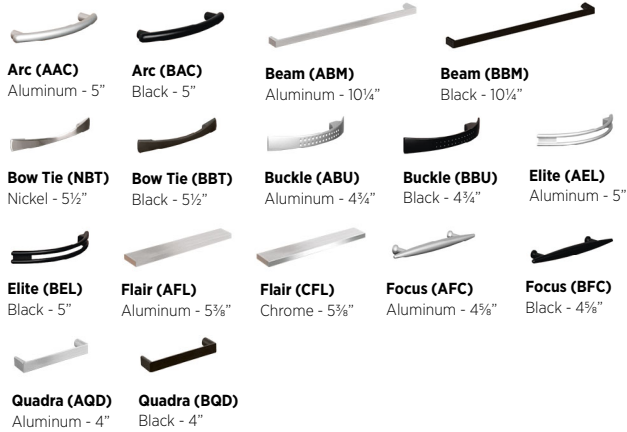 Arc (AAC)
Aluminum - 5”
Arc (BAC)
Black - 5”
Beam (ABM)
Aluminum - 10¼”
Beam (BBM)
Black - 10¼”
Bow Tie (NBT)
Nickel - 5½”
Bow Tie (BBT)
Black - 5½”
Buckle (ABU)
Aluminum - 4¾”
Buckle (BBU)
Black - 4¾”
Elite (AEL)
Aluminum - 5”
Elite (BEL)
Black - 5”
Flair (AFL)
Aluminum - 5⅜”
Flair (CFL)
Chrome - 5⅜”
Focus (AFC)
Aluminum - 4⅝”
Focus (BFC)
Black - 4⅝”
Quadra (AQD)
Aluminum - 4”
Quadra (BQD)
Black - 4”